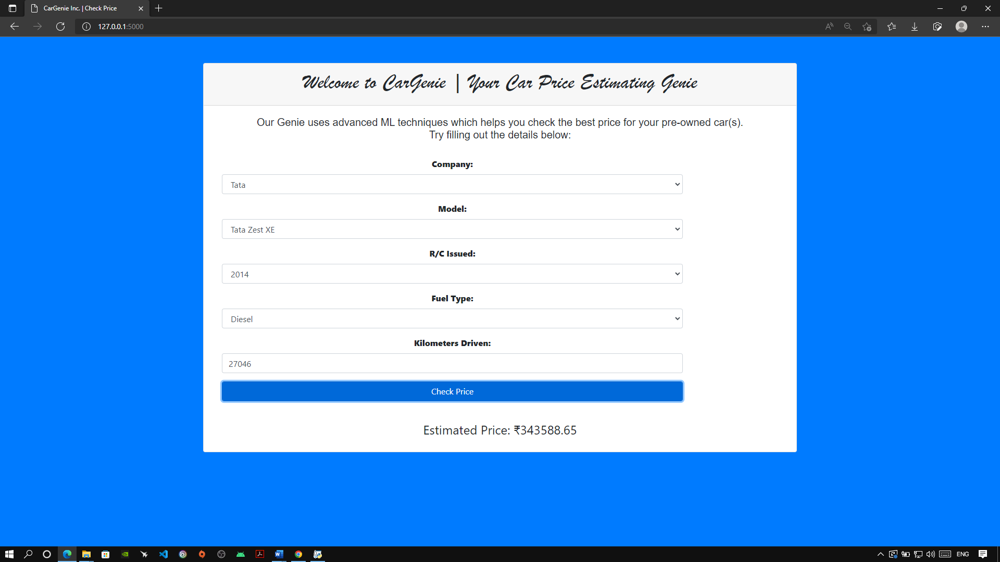 CarGenie Inc. | Check Price
127.0.0.1:5000
Welcome to CarGenie | Your Car Price Estimating Genie
Our Genie uses advanced ML techniques which helps you check the best price for your pre-owned car(s).
Try filling out the details below:
Company:
Tata
Model:
Tata Zest XE
R/C Issued:
2014
Fuel Type:
Diesel
Kilometers Driven:
27046
Check Price
Estimated Price: ₹343588.65
ENG